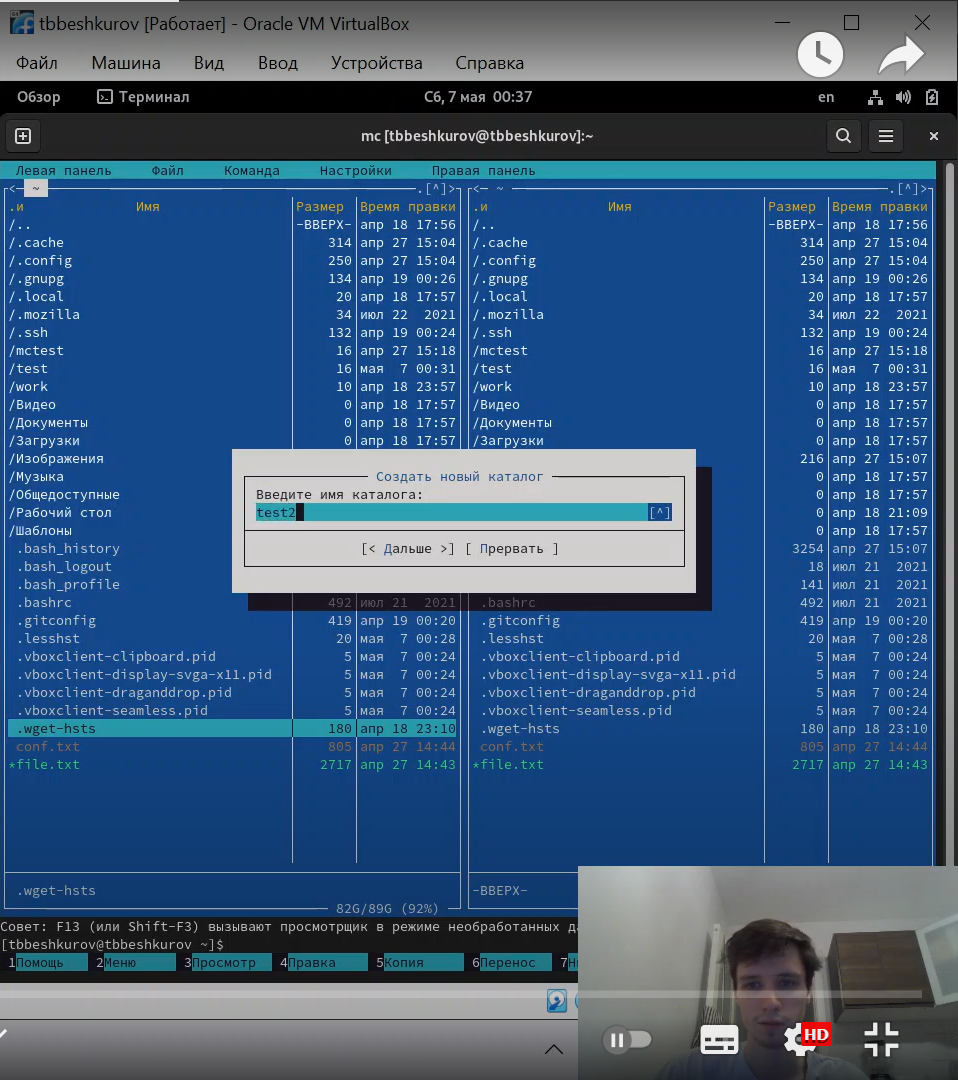 tbbeshkurov [Работает] - Oracle VM VirtualBox
Файл Машина Вид Ввод Устройства Справка
Обзор Терминал Сб, 7 мая 00:37 en
mc [tbbeshkurov@tbbeshkurov]:~
Левая панель Файл Команда Настройки Правая панель
<─ ~ .[^]> <─ ~ .[^]>
.и Имя Размер Время правки .и Имя Размер Время правки
/.. -ВВЕРХ- апр 18 17:56 /.. -ВВЕРХ- апр 18 17:56
/.cache 314 апр 27 15:04 /.cache 314 апр 27 15:04
/.config 250 апр 27 15:04 /.config 250 апр 27 15:04
/.gnupg 134 апр 19 00:26 /.gnupg 134 апр 19 00:26
/.local 20 апр 18 17:57 /.local 20 апр 18 17:57
/.mozilla 34 июл 22 2021 /.mozilla 34 июл 22 2021
/.ssh 132 апр 19 00:24 /.ssh 132 апр 19 00:24
/mctest 16 апр 27 15:18 /mctest 16 апр 27 15:18
/test 16 мая 7 00:31 /test 16 мая 7 00:31
/work 10 апр 18 23:57 /work 10 апр 18 23:57
/Видео 0 апр 18 17:57 /Видео 0 апр 18 17:57
/Документы 0 апр 18 17:57 /Документы 0 апр 18 17:57
/Загрузки 0 апр 18 17:57 /Загрузки 0 апр 18 17:57
/Изображения 216 апр 27 15:07
/Музыка Создать новый каталог 0 апр 18 17:57
/Общедоступные Введите имя каталога: 0 апр 18 17:57
/Рабочий стол test2 [^] 0 апр 18 21:09
/Шаблоны 0 апр 18 17:57
.bash_history [< Дальше >] [ Прервать ] 3254 апр 27 15:07
.bash_logout 18 июл 21 2021
.bash_profile 141 июл 21 2021
.bashrc 492 июл 21 2021 .bashrc 492 июл 21 2021
.gitconfig 419 апр 19 00:20 .gitconfig 419 апр 19 00:20
.lesshst 20 мая 7 00:28 .lesshst 20 мая 7 00:28
.vboxclient-clipboard.pid 5 мая 7 00:24 .vboxclient-clipboard.pid 5 мая 7 00:24
.vboxclient-display-svga-x11.pid 5 мая 7 00:24 .vboxclient-display-svga-x11.pid 5 мая 7 00:24
.vboxclient-draganddrop.pid 5 мая 7 00:24 .vboxclient-draganddrop.pid 5 мая 7 00:24
.vboxclient-seamless.pid 5 мая 7 00:24 .vboxclient-seamless.pid 5 мая 7 00:24
.wget-hsts 180 апр 18 23:10 .wget-hsts 180 апр 18 23:10
conf.txt 805 апр 27 14:44 conf.txt 805 апр 27 14:44
*file.txt 2717 апр 27 14:43 *file.txt 2717 апр 27 14:43
.wget-hsts -ВВЕРХ-
82G/89G (92%)
Совет: F13 (или Shift-F3) вызывают просмотрщик в режиме необработанных
[tbbeshkurov@tbbeshkurov ~]$
1Помощь 2Меню 3Просмотр 4Правка 5Копия 6Перенос 7
HD